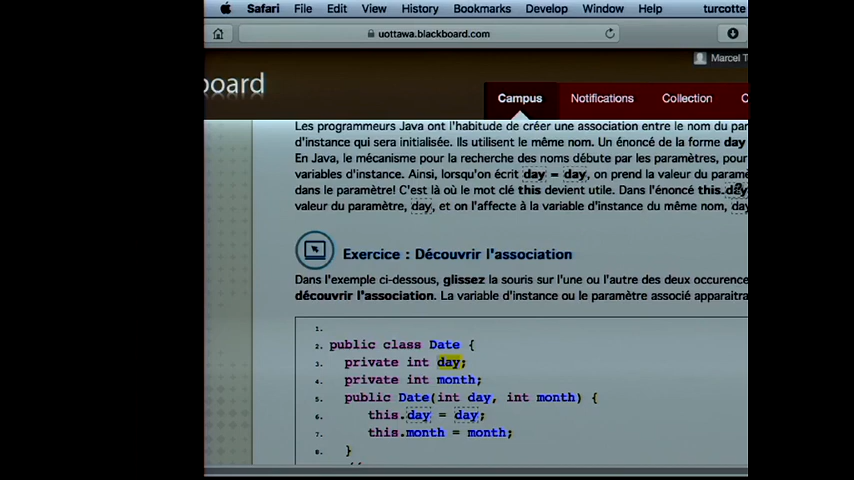 Safari File Edit View History Bookmarks Develop Window Help turcotte
uottawa.blackboard.com
Marcel T
board
Campus Notifications Collection C
Les programmeurs Java ont l'habitude de créer une association entre le nom du par
d'instance qui sera initialisée. Ils utilisent le même nom. Un énoncé de la forme day
En Java, le mécanisme pour la recherche des noms débute par les paramètres, pour
variables d'instance. Ainsi, lorsqu'on écrit day = day, on prend la valeur du paramè
dans le paramètre! C'est là où le mot clé this devient utile. Dans l'énoncé this.day
valeur du paramètre, day, et on l'affecte à la variable d'instance du même nom, day
Exercice : Découvrir l'association
Dans l'exemple ci-dessous, glissez la souris sur l'une ou l'autre des deux occurence
découvrir l'association. La variable d'instance ou le paramètre associé apparaitra
1.
2. public class Date {
3. private int day;
4. private int month;
5. public Date(int day, int month) {
6. this.day = day;
7. this.month = month;
8. }